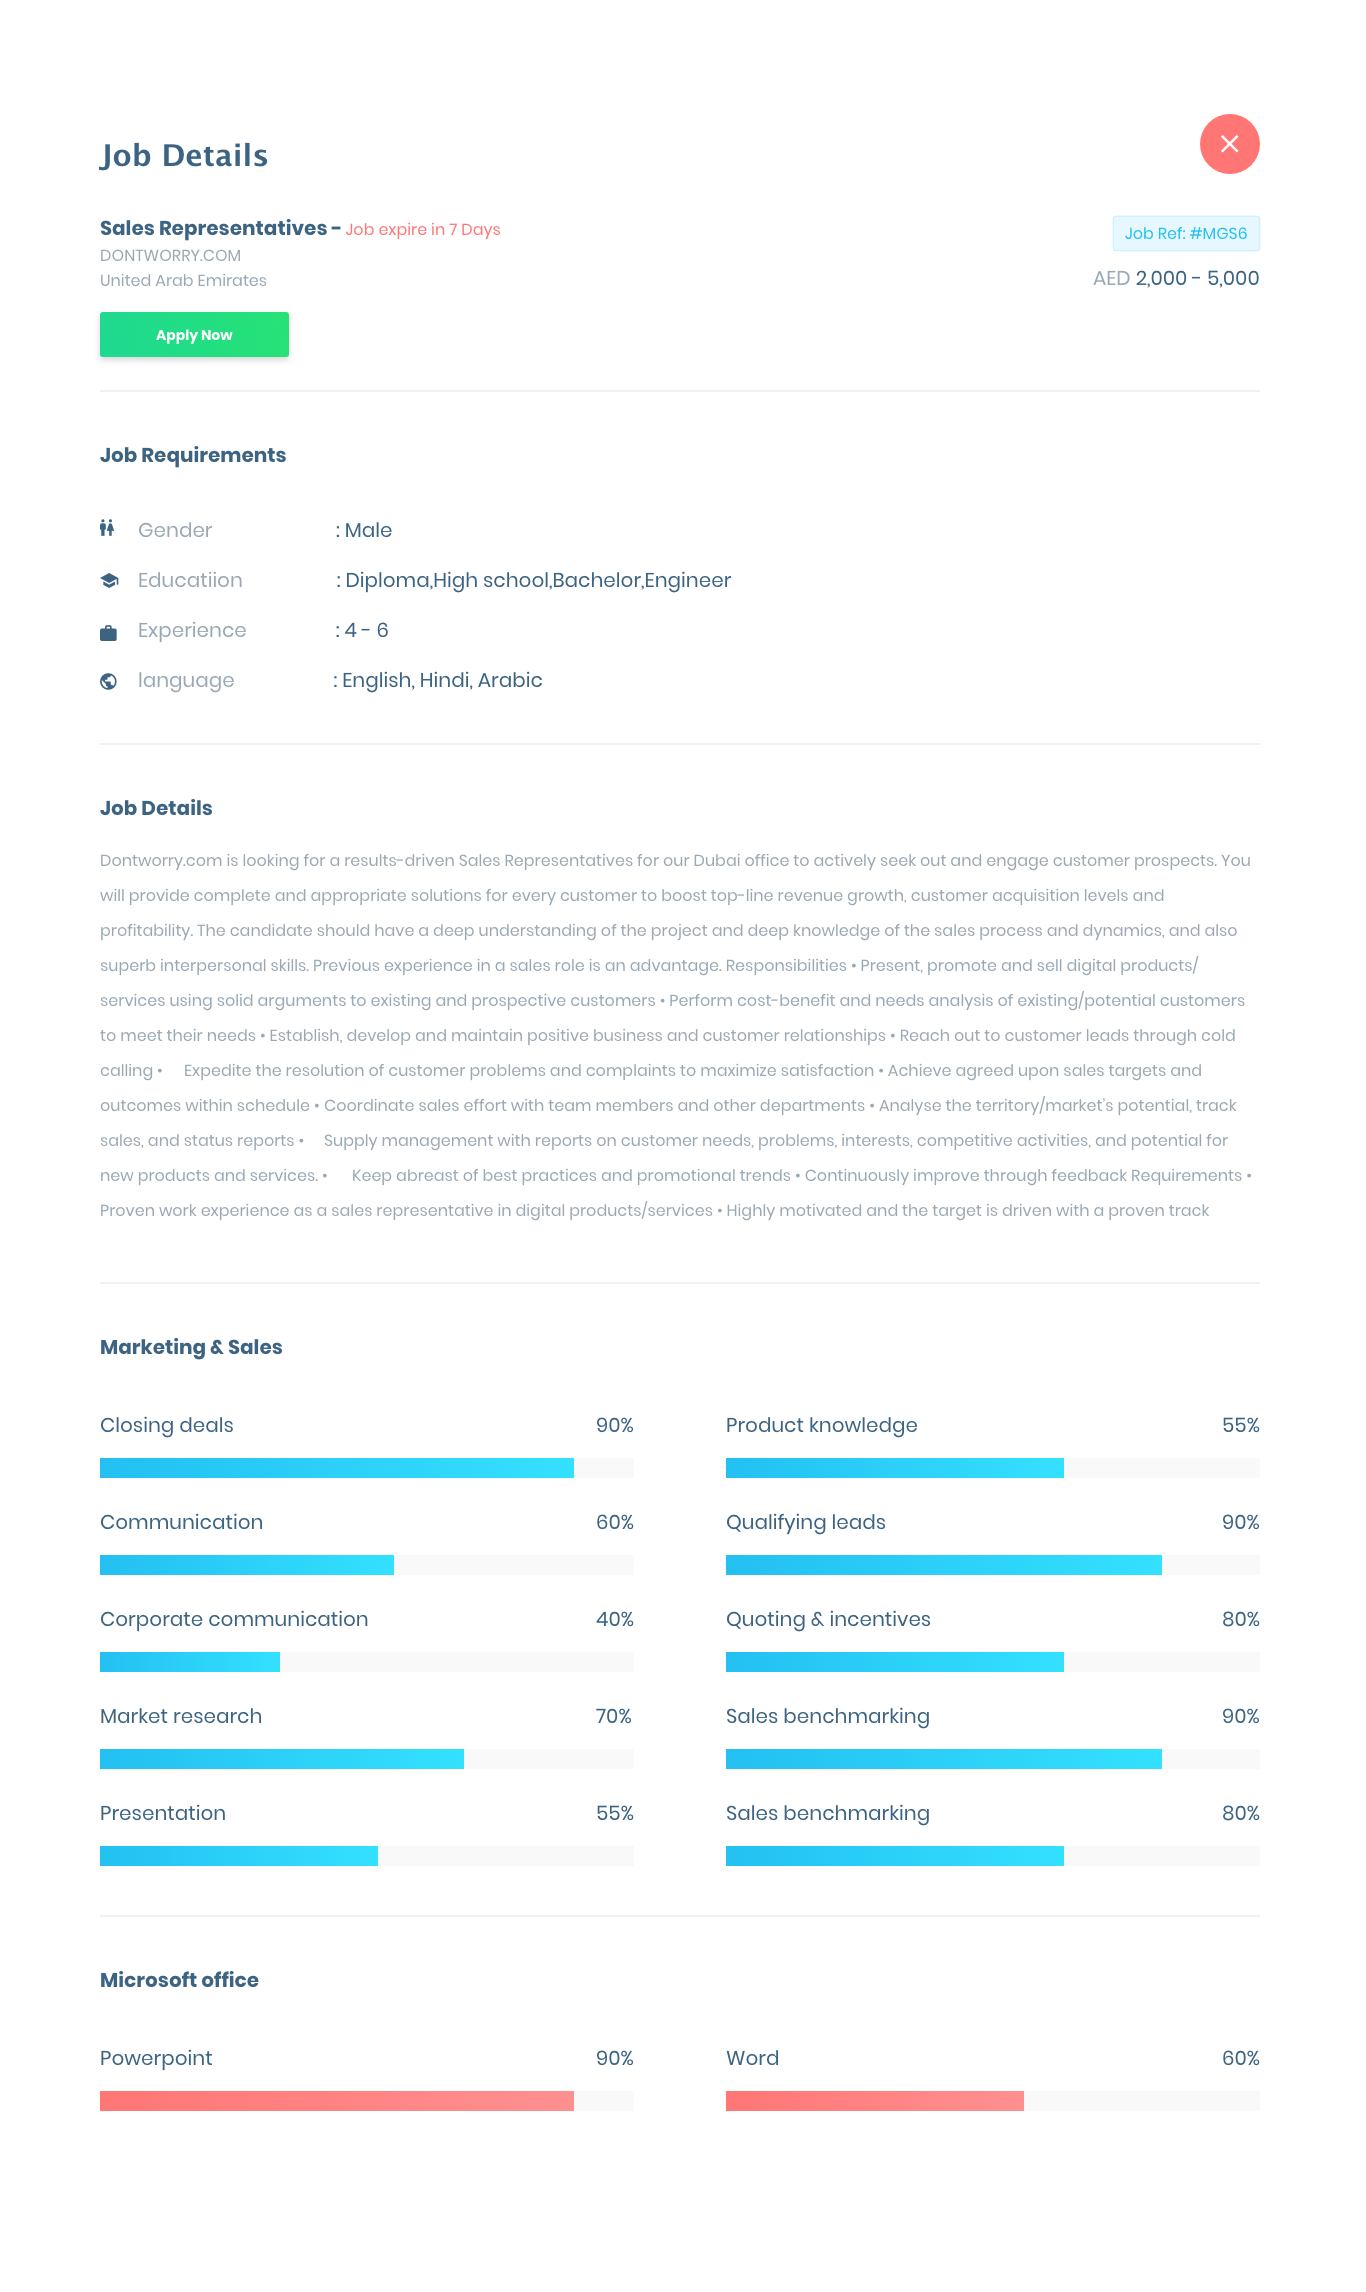 Job Details
Sales Representatives - Job expire in 7 Days
Job Ref: #MGS6
DONTWORRY.COM
United Arab Emirates
AED 2,000 - 5,000
Apply Now
Job Requirements
Gender : Male
Educatiion : Diploma,High school,Bachelor,Engineer
Experience : 4 - 6
language : English, Hindi, Arabic
Job Details
Dontworry.com is looking for a results-driven Sales Representatives for our Dubai office to actively seek out and engage customer prospects. You
will provide complete and appropriate solutions for every customer to boost top-line revenue growth, customer acquisition levels and
profitability. The candidate should have a deep understanding of the project and deep knowledge of the sales process and dynamics, and also
superb interpersonal skills. Previous experience in a sales role is an advantage. Responsibilities • Present, promote and sell digital products/
services using solid arguments to existing and prospective customers • Perform cost-benefit and needs analysis of existing/potential customers
to meet their needs • Establish, develop and maintain positive business and customer relationships • Reach out to customer leads through cold
calling • Expedite the resolution of customer problems and complaints to maximize satisfaction • Achieve agreed upon sales targets and
outcomes within schedule • Coordinate sales effort with team members and other departments • Analyse the territory/market's potential, track
sales, and status reports • Supply management with reports on customer needs, problems, interests, competitive activities, and potential for
new products and services. • Keep abreast of best practices and promotional trends • Continuously improve through feedback Requirements •
Proven work experience as a sales representative in digital products/services • Highly motivated and the target is driven with a proven track
Marketing & Sales
Closing deals 90%
Product knowledge 55%
Communication 60%
Qualifying leads 90%
Corporate communication 40%
Quoting & incentives 80%
Market research 70%
Sales benchmarking 90%
Presentation 55%
Sales benchmarking 80%
Microsoft office
Powerpoint 90%
Word 60%